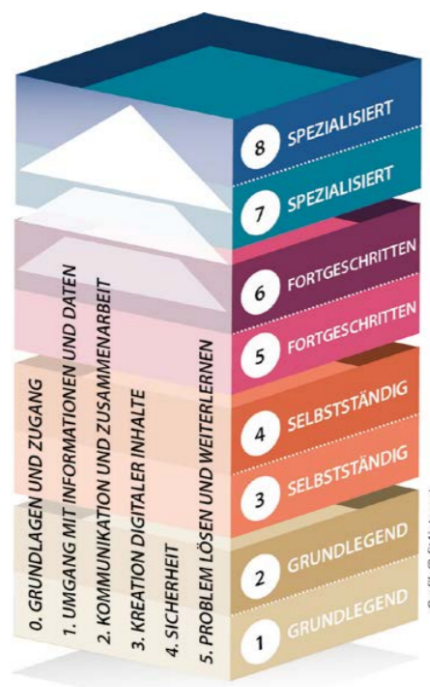 8 SPEZIALISIERT
7 SPEZIALISIERT
6 FORTGESCHRITTEN
5 FORTGESCHRITTEN
4 SELBSTSTÄNDIG
3 SELBSTSTÄNDIG
2 GRUNDLEGEND
1 GRUNDLEGEND
0. GRUNDLAGEN UND ZUGANG
1. UMGANG MIT INFORMATIONEN UND DATEN
2. KOMMUNIKATION UND ZUSAMMENARBEIT
3. KREATION DIGITALER INHALTE
4. SICHERHEIT
5. PROBLEM LÖSEN UND WEITERLERNEN